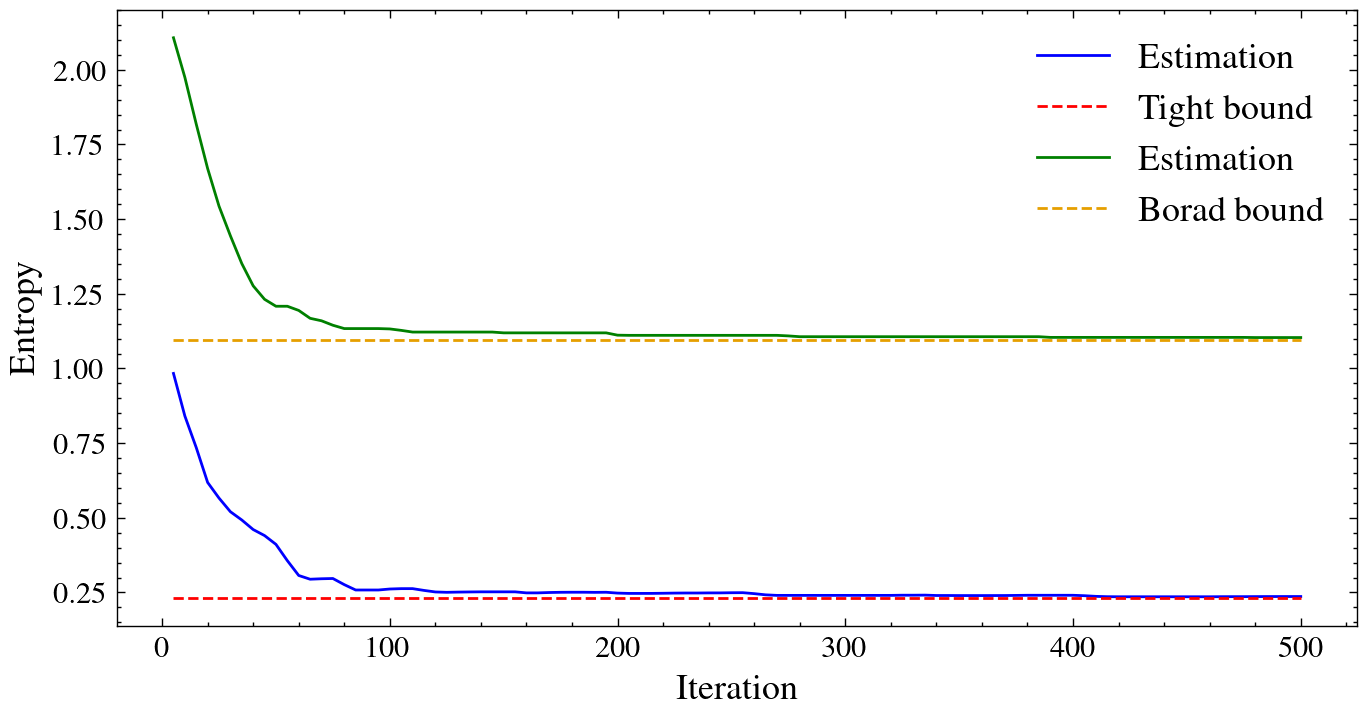 Entropy
2.00
1.75
1.50
1.25
1.00
0.75
0.50
0.25
0 100 200 300 400 500
Iteration
Estimation
Tight bound
Estimation
Borad bound